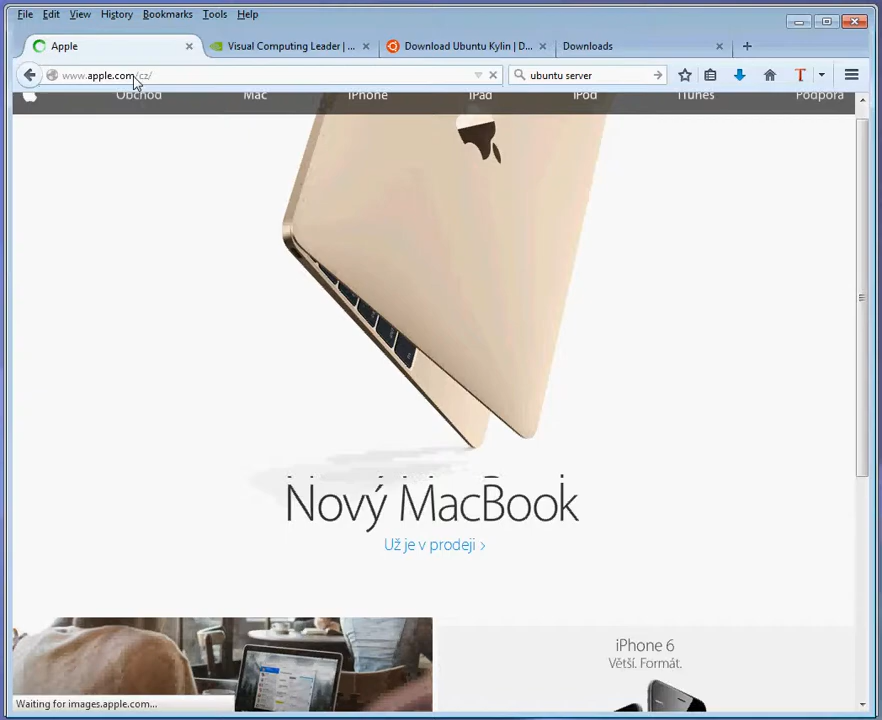 File Edit View History Bookmarks Tools Help
Apple Visual Computing Leader | ... Download Ubuntu Kylin | D... Downloads
www.apple.com/cz/ ubuntu server
Obchod Mac iPhone iPad iPod iTunes Podpora
Nový MacBook
Už je v prodeji >
iPhone 6
Větší. Formát.
Waiting for images.apple.com...